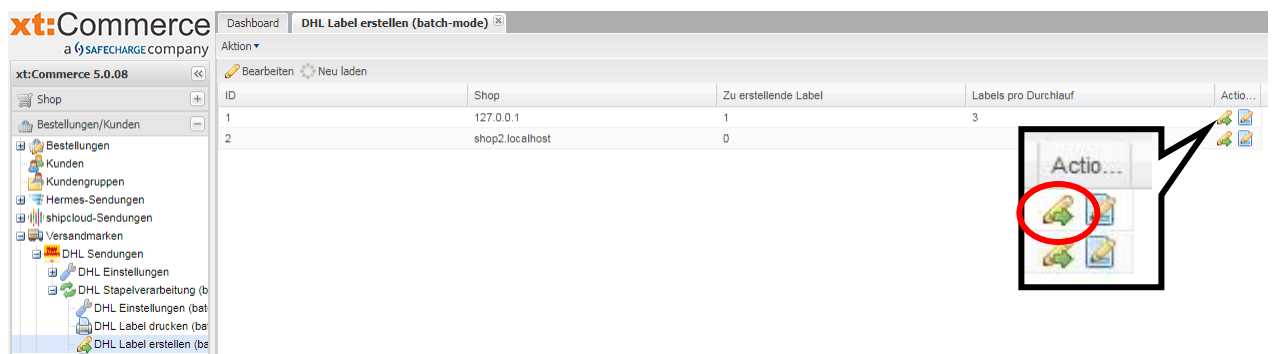 xt:Commerce
a SAFECHARGE company
Dashboard
DHL Label erstellen (batch-mode)
Aktion
xt:Commerce 5.0.08
Bearbeiten
Neu laden
Shop
Bestellungen/Kunden
Bestellungen
Kunden
Kundengruppen
Hermes-Sendungen
shipcloud-Sendungen
Versandmarken
DHL Sendungen
DHL Einstellungen
DHL Stapelverarbeitung (b
DHL Einstellungen (bat
DHL Label drucken (ba
DHL Label erstellen (ba
ID Shop Zu erstellende Label Labels pro Durchlauf Actio...
1 127.0.0.1 1 3
2 shop2.localhost 0
Actio...